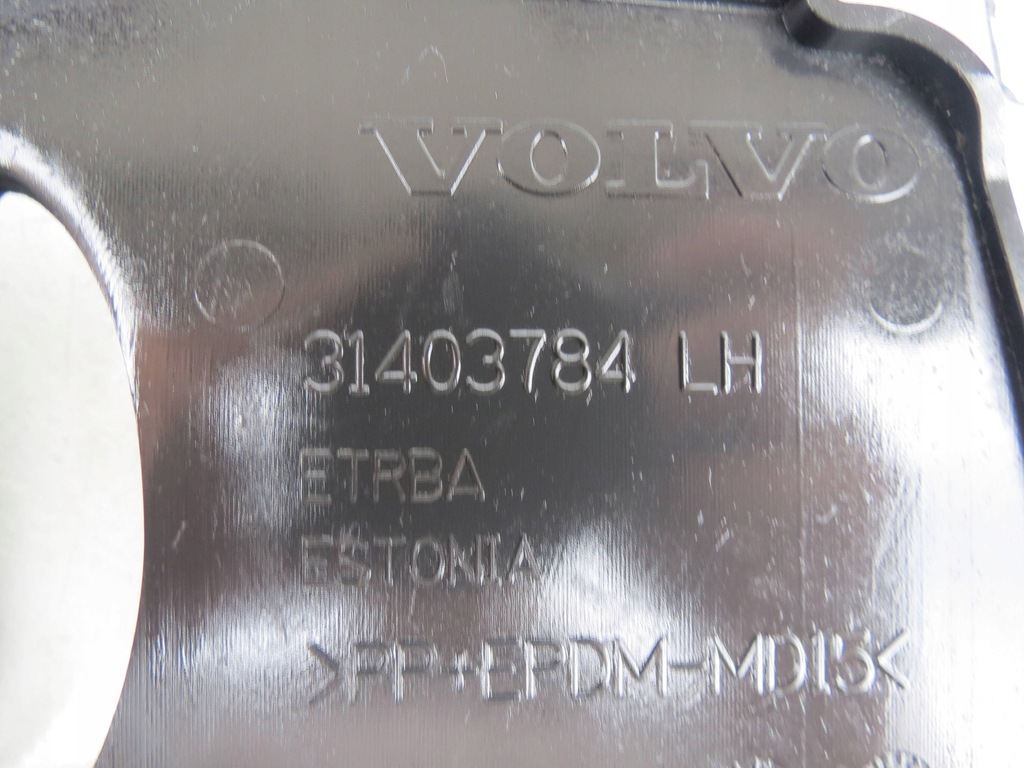 VOLVO
31403784 LH
ETRBA
ESTONIA
>PP+EPDM-MD15<